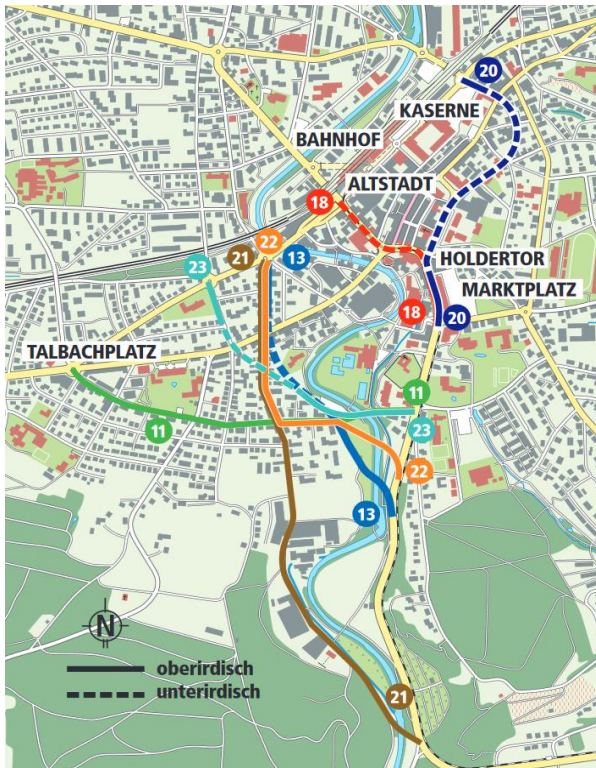 20
KASERNE
BAHNHOF
ALTSTADT
18
22
21
13
23
HOLDERTOR
MARKTPLATZ
18
20
TALBACHPLATZ
11
11
23
22
13
N
oberirdisch
unterirdisch
21